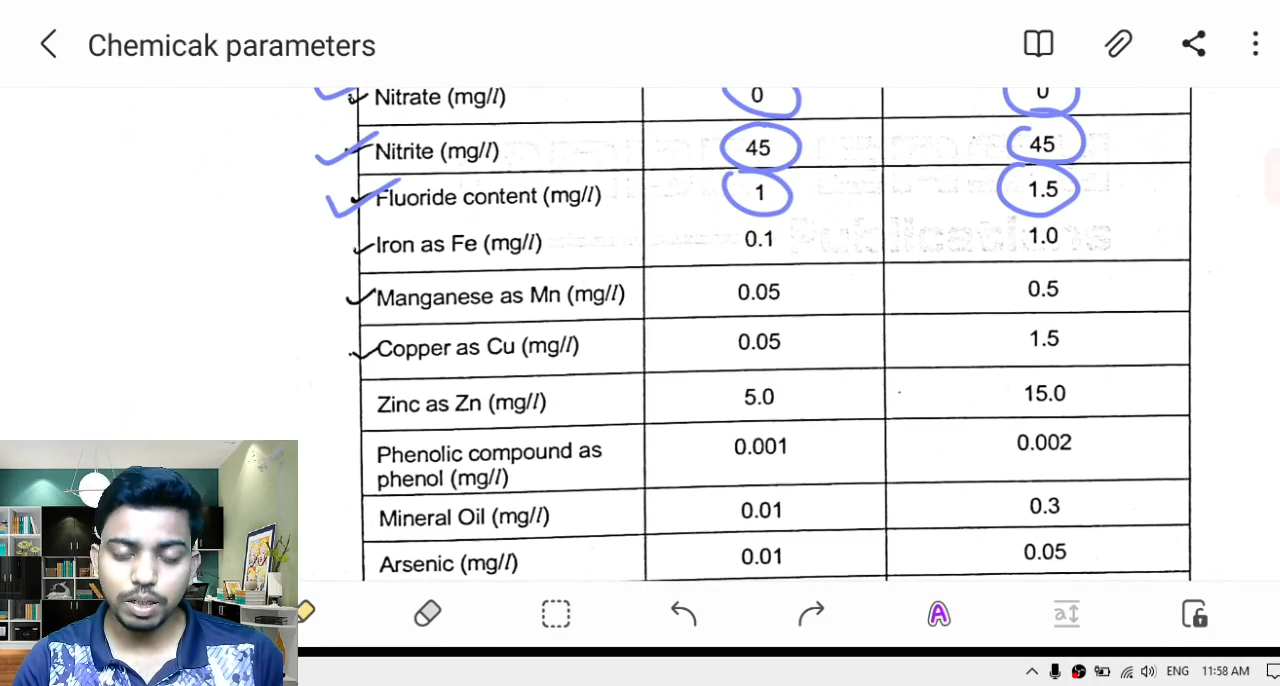 Chemicak parameters
Nitrate (mg//) 0 0
Nitrite (mg//) 45 45
Fluoride content (mg//) 1 1.5
Iron as Fe (mg//) 0.1 1.0
Publications
Manganese as Mn (mg//) 0.05 0.5
Copper as Cu (mg//) 0.05 1.5
Zinc as Zn (mg//) 5.0 15.0
Phenolic compound as 0.001 0.002
phenol (mg//)
Mineral Oil (mg//) 0.01 0.3
Arsenic (mg//) 0.01 0.05
A a
ENG 11:58 AM